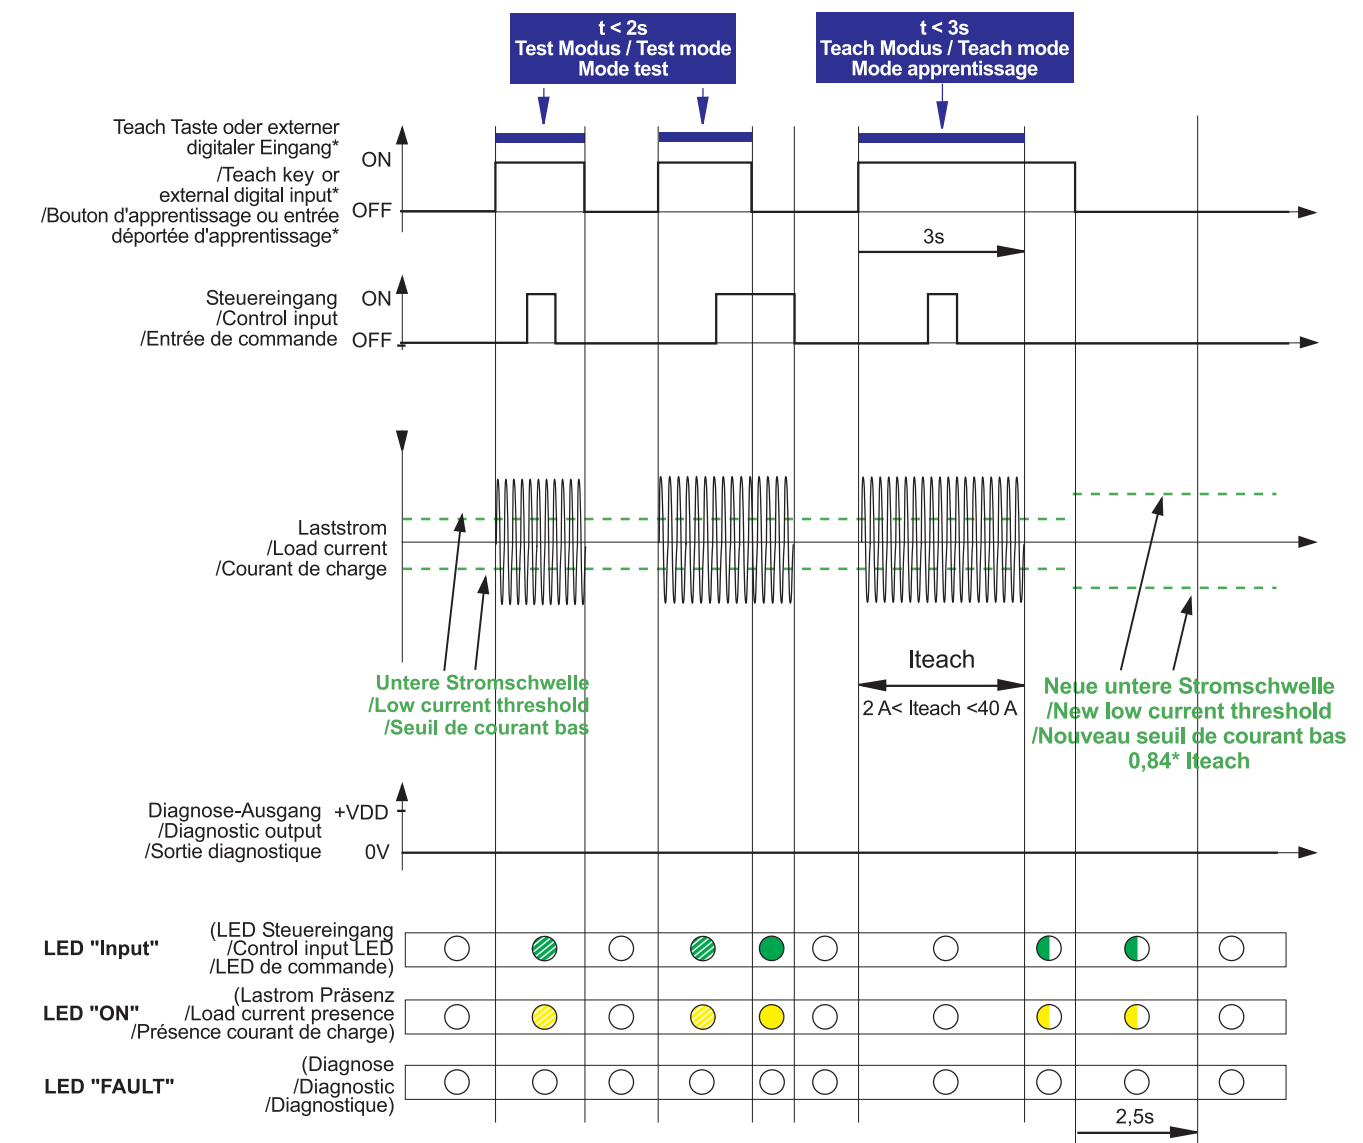 t < 2s
Test Modus / Test mode
Mode test
t < 3s
Teach Modus / Teach mode
Mode apprentissage
Teach Taste oder externer
digitaler Eingang*
/Teach key or
external digital input*
/Bouton d'apprentissage ou entrée
déportée d'apprentissage*
ON
OFF
3s
Steuereingang
/Control input
/Entrée de commande
ON
OFF
Laststrom
/Load current
/Courant de charge
Untere Stromschwelle
/Low current threshold
/Seuil de courant bas
Iteach
2 A< Iteach <40 A
Neue untere Stromschwelle
/New low current threshold
/Nouveau seuil de courant bas
0,84* Iteach
Diagnose-Ausgang
/Diagnostic output
/Sortie diagnostique
+VDD
0V
LED "Input"
(LED Steuereingang
/Control input LED
/LED de commande)
LED "ON"
(Lastrom Präsenz
/Load current presence
/Présence courant de charge)
LED "FAULT"
(Diagnose
/Diagnostic
/Diagnostique)
2,5s